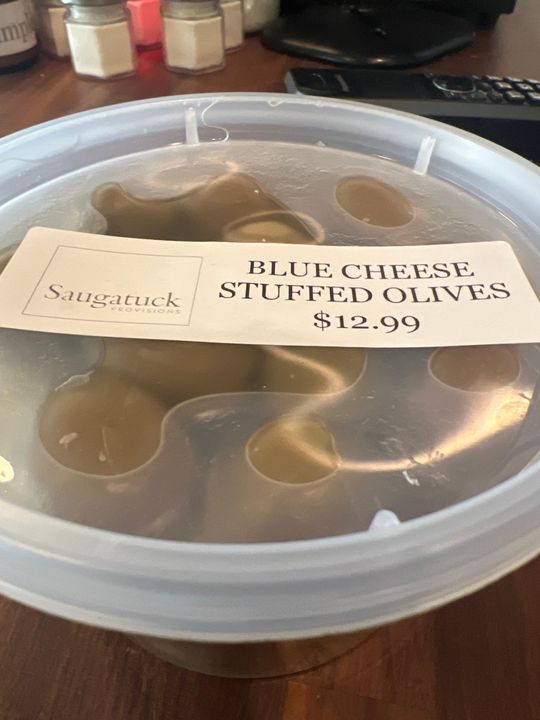 Saugatuck
PROVISIONS
BLUE CHEESE
STUFFED OLIVES
$12.99